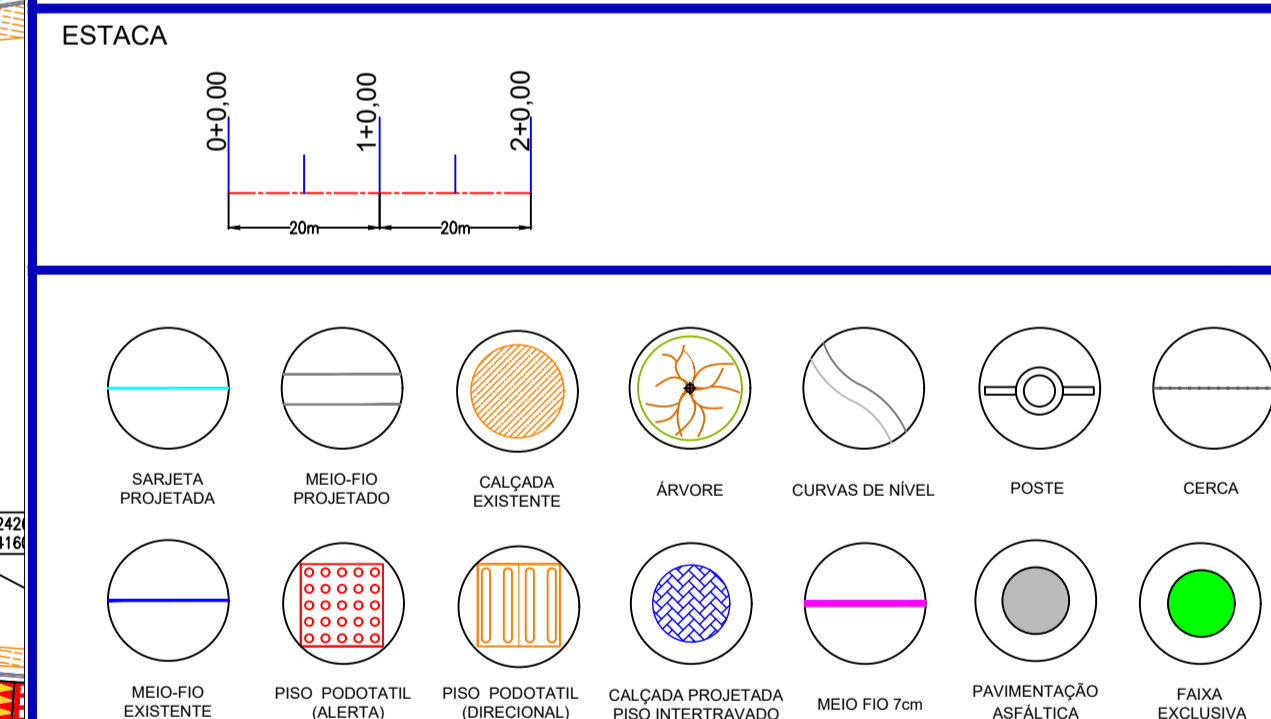 ESTACA
0+0,00
1+0,00
2+0,00
20m
20m
SARJETA
PROJETADA
MEIO-FIO
PROJETADO
CALÇADA
EXISTENTE
ÁRVORE
CURVAS DE NÍVEL
POSTE
CERCA
MEIO-FIO
EXISTENTE
PISO PODOTATIL
(ALERTA)
PISO PODOTATIL
(DIRECIONAL)
CALÇADA PROJETADA
PISO INTERTRAVADO
MEIO FIO 7cm
PAVIMENTAÇÃO
ASFÁLTICA
FAIXA
EXCLUSIVA